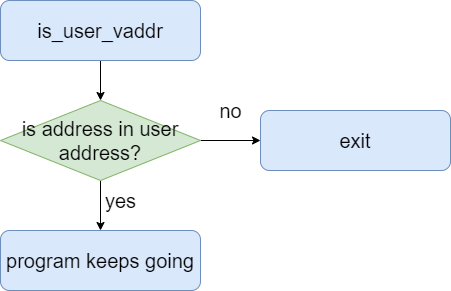 is_user_vaddr
is address in user
address?
no
exit
yes
program keeps going